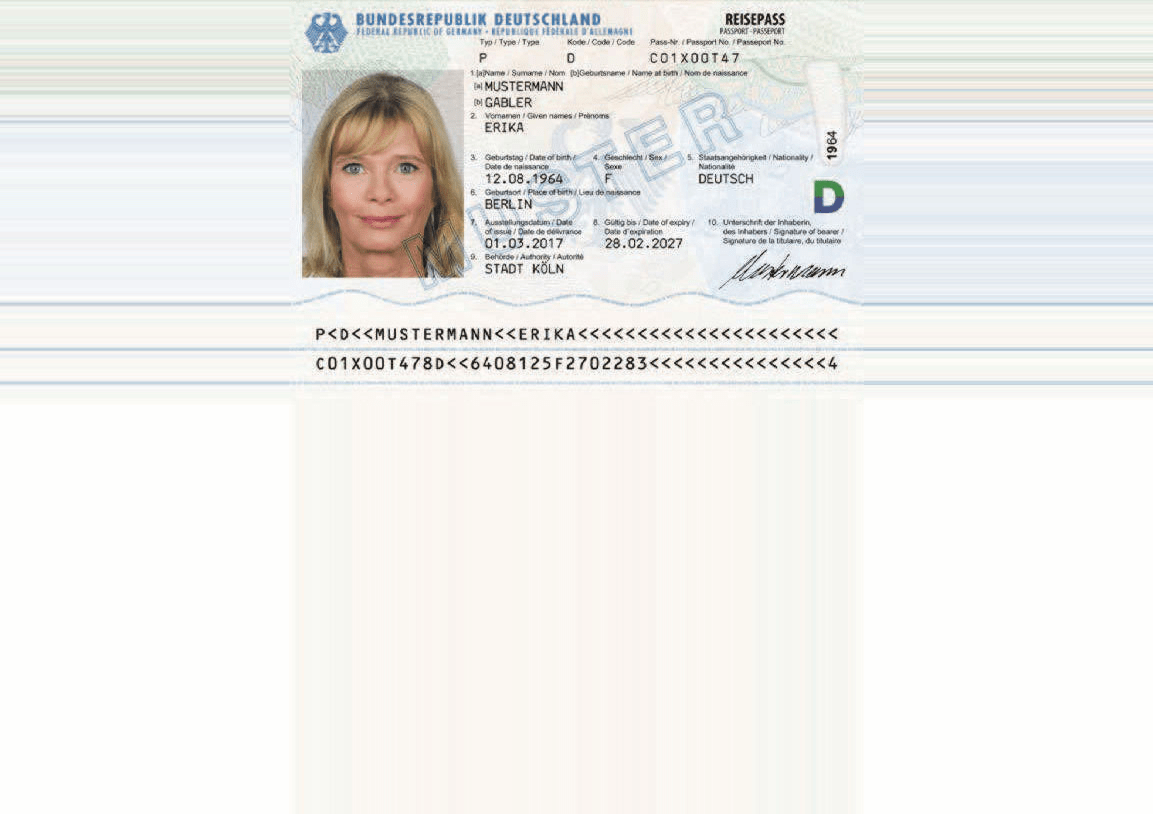 BUNDESREPUBLIK DEUTSCHLAND
FEDERAL REPUBLIC OF GERMANY · RÉPUBLIQUE FÉDÉRALE D'ALLEMAGNE
REISEPASS
PASSPORT · PASSEPORT
Typ / Type / Type Kode / Code / Code Pass-Nr. / Passport No. / Passeport No.
P D C01X00T47
1.[a]Name / Surname / Nom [b]Geburtsname / Name at birth / Nom de naissance
[a] MUSTERMANN
[b] GABLER
2. Vornamen / Given names / Prénoms
ERIKA
3. Geburtstag / Date of birth / Date de naissance
12.08.1964
4. Geschlecht / Sex / Sexe
F
5. Staatsangehörigkeit / Nationality / Nationalité
DEUTSCH
6. Geburtsort / Place of birth / Lieu de naissance
BERLIN
7. Ausstellungsdatum / Date of issue / Date de délivrance
01.03.2017
8. Gültig bis / Date of expiry / Date d'expiration
28.02.2027
9. Behörde / Authority / Autorité
STADT KÖLN
10. Unterschrift der Inhaberin,
des Inhabers / Signature of bearer /
Signature de la titulaire, du titulaire
Mustermann
1964
D
MUSTER
P<D<<MUSTERMANN<<ERIKA<<<<<<<<<<<<<<<<<<<<<<
C01X00T478D<<6408125F2702283<<<<<<<<<<<<<<<4